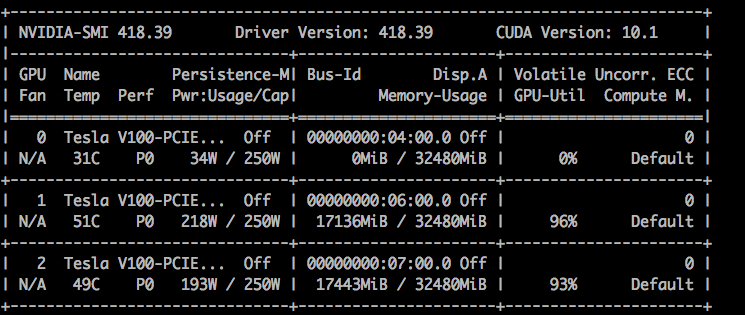 +-----------------------------------------------------------------------------+
| NVIDIA-SMI 418.39       Driver Version: 418.39       CUDA Version: 10.1     |
|-------------------------------+----------------------+----------------------+
| GPU  Name        Persistence-M| Bus-Id        Disp.A | Volatile Uncorr. ECC |
| Fan  Temp  Perf  Pwr:Usage/Cap|         Memory-Usage | GPU-Util  Compute M. |
|===============================+======================+======================|
|   0  Tesla V100-PCIE...  Off  | 00000000:04:00.0 Off |                    0 |
| N/A   31C    P0    34W / 250W |      0MiB / 32480MiB |      0%      Default |
+-------------------------------+----------------------+----------------------+
|   1  Tesla V100-PCIE...  Off  | 00000000:06:00.0 Off |                    0 |
| N/A   51C    P0   218W / 250W |  17136MiB / 32480MiB |     96%      Default |
+-------------------------------+----------------------+----------------------+
|   2  Tesla V100-PCIE...  Off  | 00000000:07:00.0 Off |                    0 |
| N/A   49C    P0   193W / 250W |  17443MiB / 32480MiB |     93%      Default |
+-------------------------------+----------------------+----------------------+